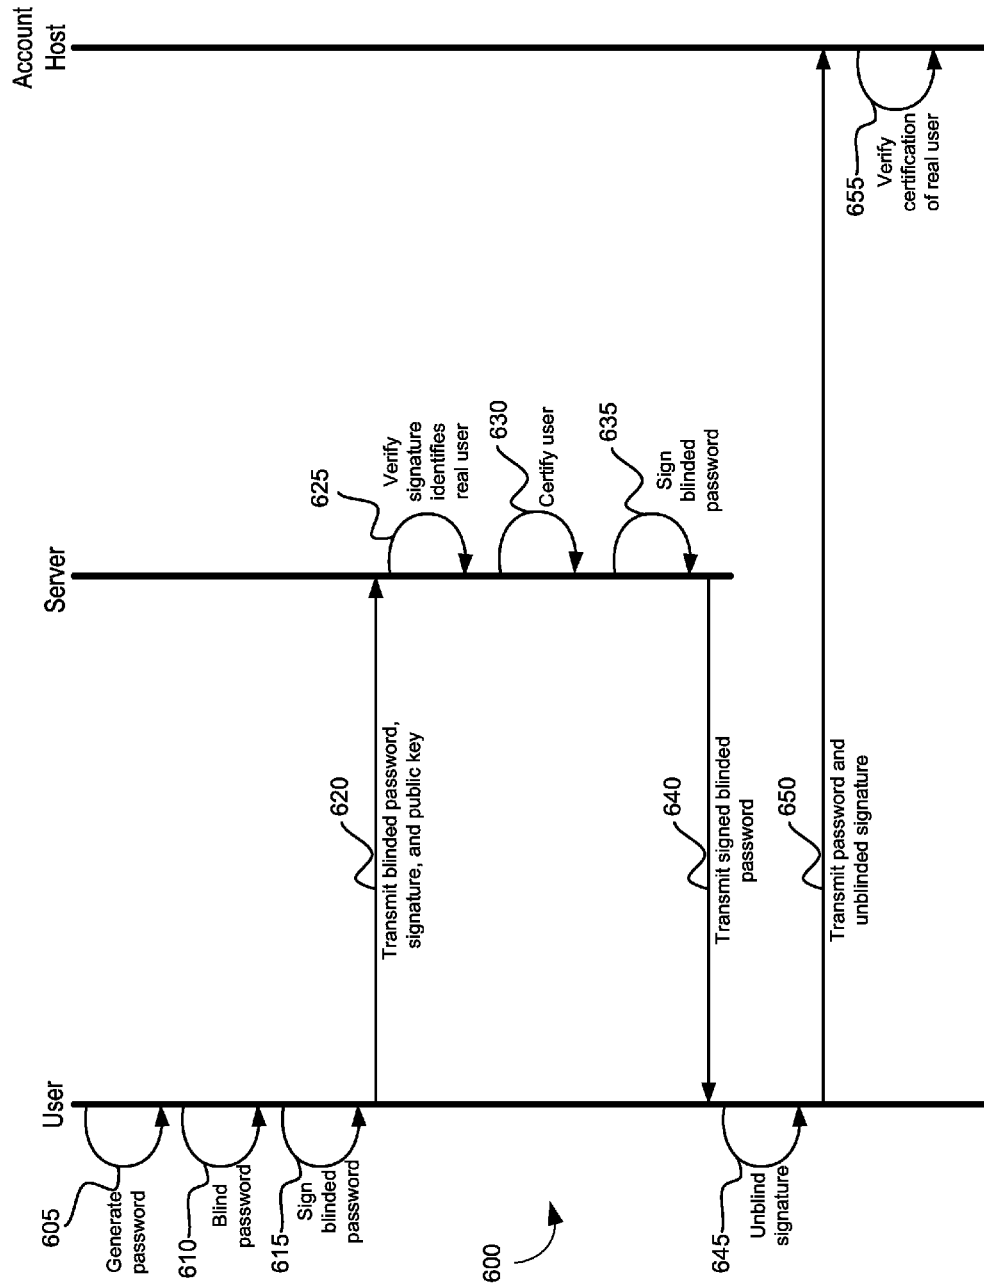 User
Server
Account
Host
605
Generate
password
610
Blind
password
615
Sign
blinded
password
620
Transmit blinded password,
signature, and public key
625
Verify
signature
identifies
real user
630
Certify user
635
Sign
blinded
password
640
Transmit signed blinded
password
645
Unblind
signature
650
Transmit password and
unblinded signature
655
Verify
certification
of real user
600